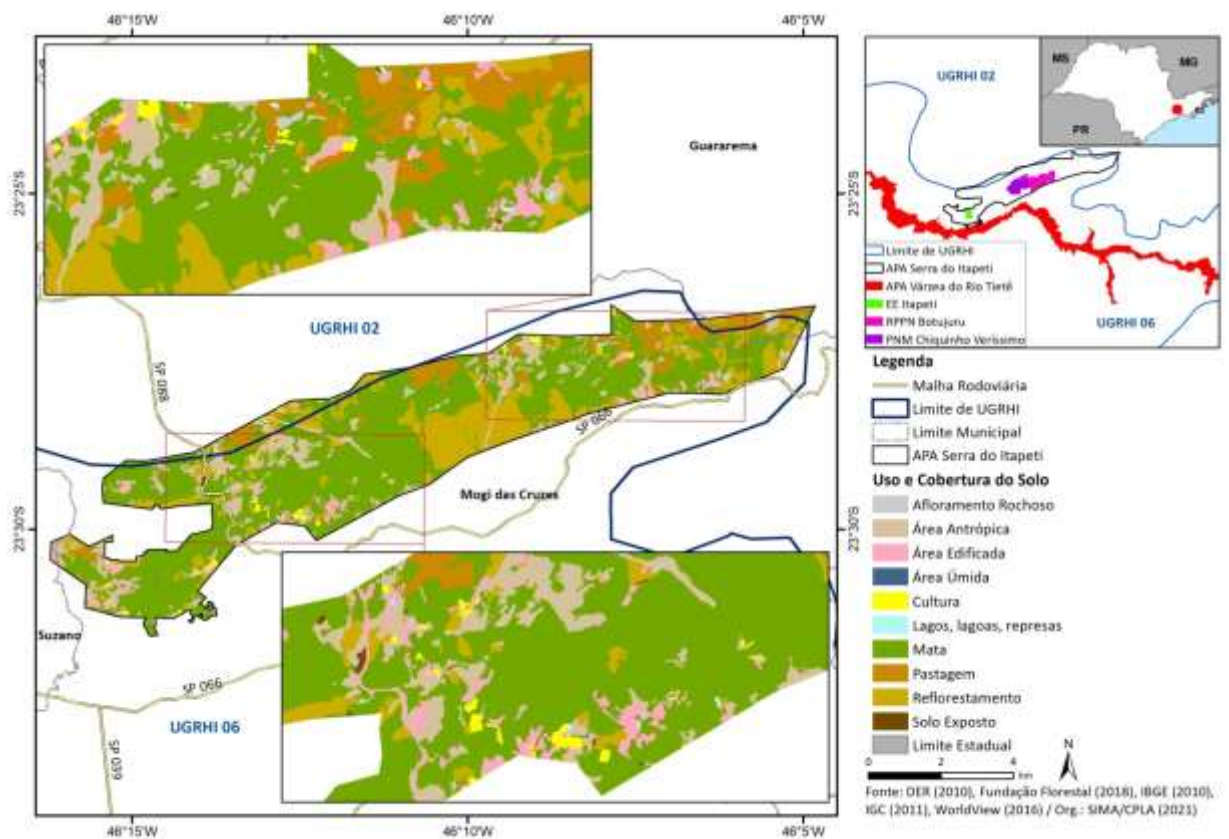 46°15'W
46°10'W
46°5'W
23°25'S
23°30'S
Guararema
UGRHI 02
SP 088
SP 066
Mogi das Cruzes
Suzano
SP 066
UGRHI 06
SP 039
46°15'W
46°10'W
46°5'W
23°25'S
23°30'S
UGRHI 02
MS
MG
PR
Limite de UGRHI
APA Serra do Itapeti
APA Várzea do Rio Tietê
EE Itapeti
RPPN Botujuru
PNM Chiquinho Veríssimo
UGRHI 06
Legenda
Malha Rodoviária
Limite de UGRHI
Limite Municipal
APA Serra do Itapeti
Uso e Cobertura do Solo
Afloramento Rochoso
Área Antrópica
Área Edificada
Área Úmida
Cultura
Lagos, lagoas, represas
Mata
Pastagem
Reflorestamento
Solo Exposto
Limite Estadual
N
0 2 4
Km
Fonte: DER (2010), Fundação Florestal (2018), IBGE (2010),
IGC (2011), WorldView (2016) / Org.: SIMA/CPLA (2021)